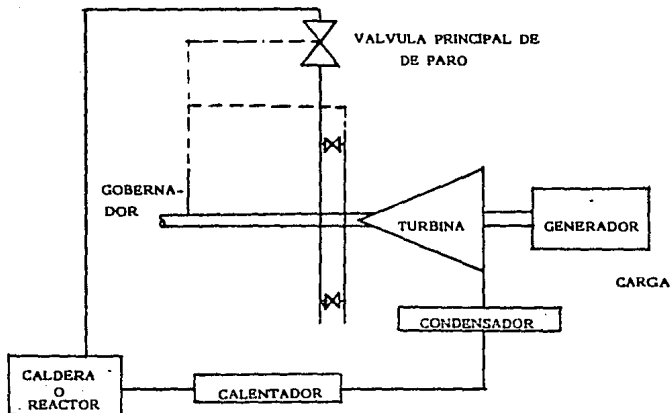 VALVULA PRINCIPAL DE
DE PARO
GOBERNA-
DOR
TURBINA
GENERADOR
CARGA
CONDENSADOR
CALDERA
O
REACTOR
CALENTADOR